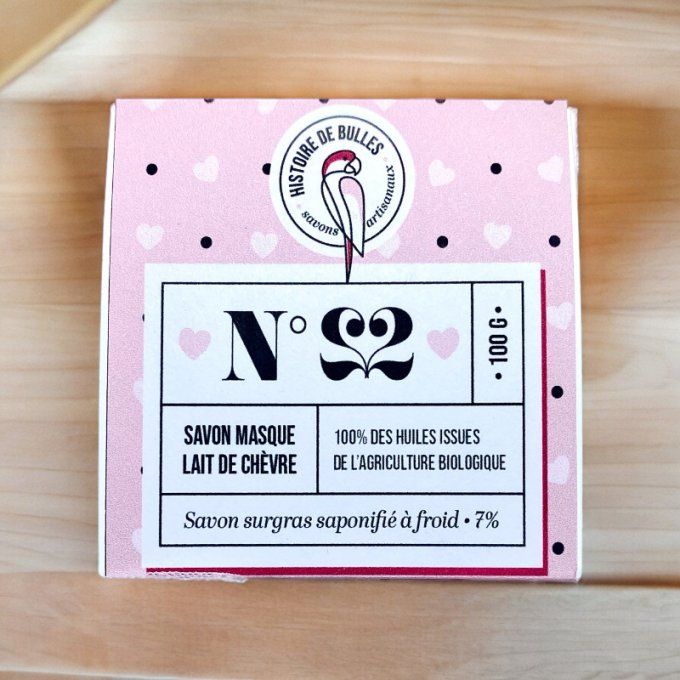 HISTOIRE DE BULLES
savons artisanaux
N° 22
• 100 G •
SAVON MASQUE
LAIT DE CHÈVRE
100% DES HUILES ISSUES
DE L'AGRICULTURE BIOLOGIQUE
Savon surgras saponifié à froid • 7%